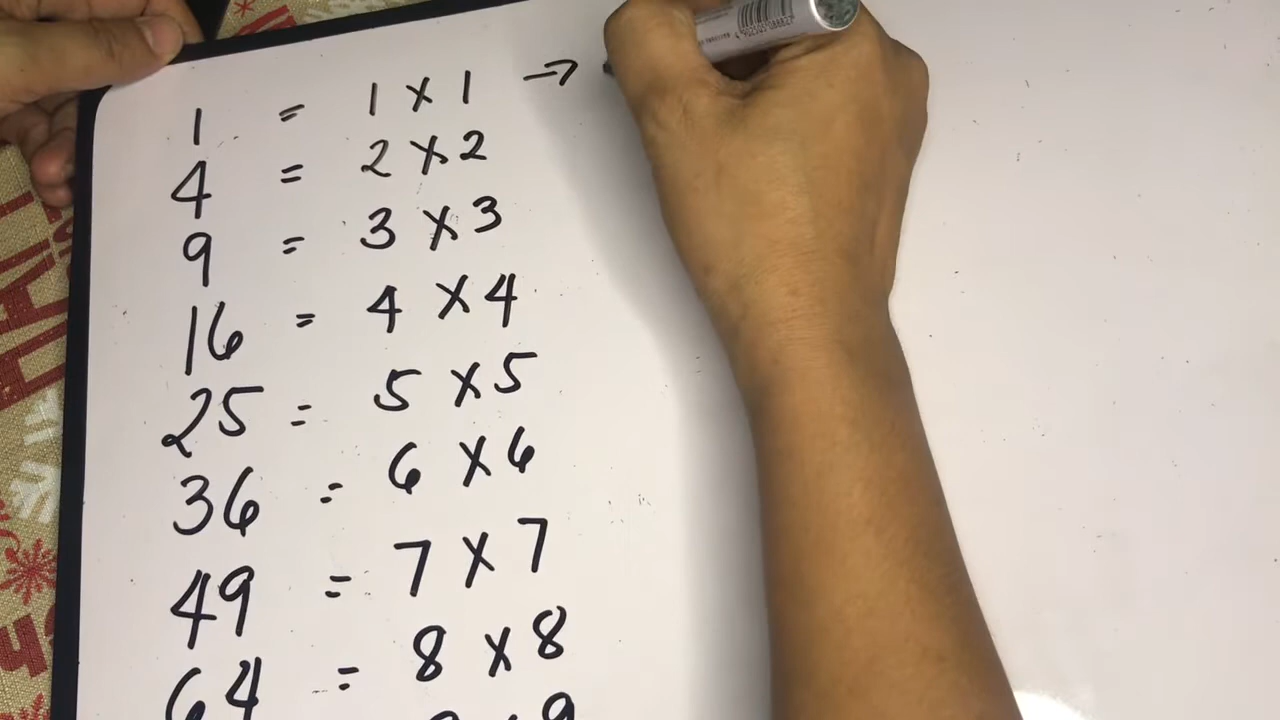 1 = 1 x 1 →
4 = 2 x 2
9 = 3 x 3
16 = 4 x 4
25 = 5 x 5
36 = 6 x 6
49 = 7 x 7
64 = 8 x 8